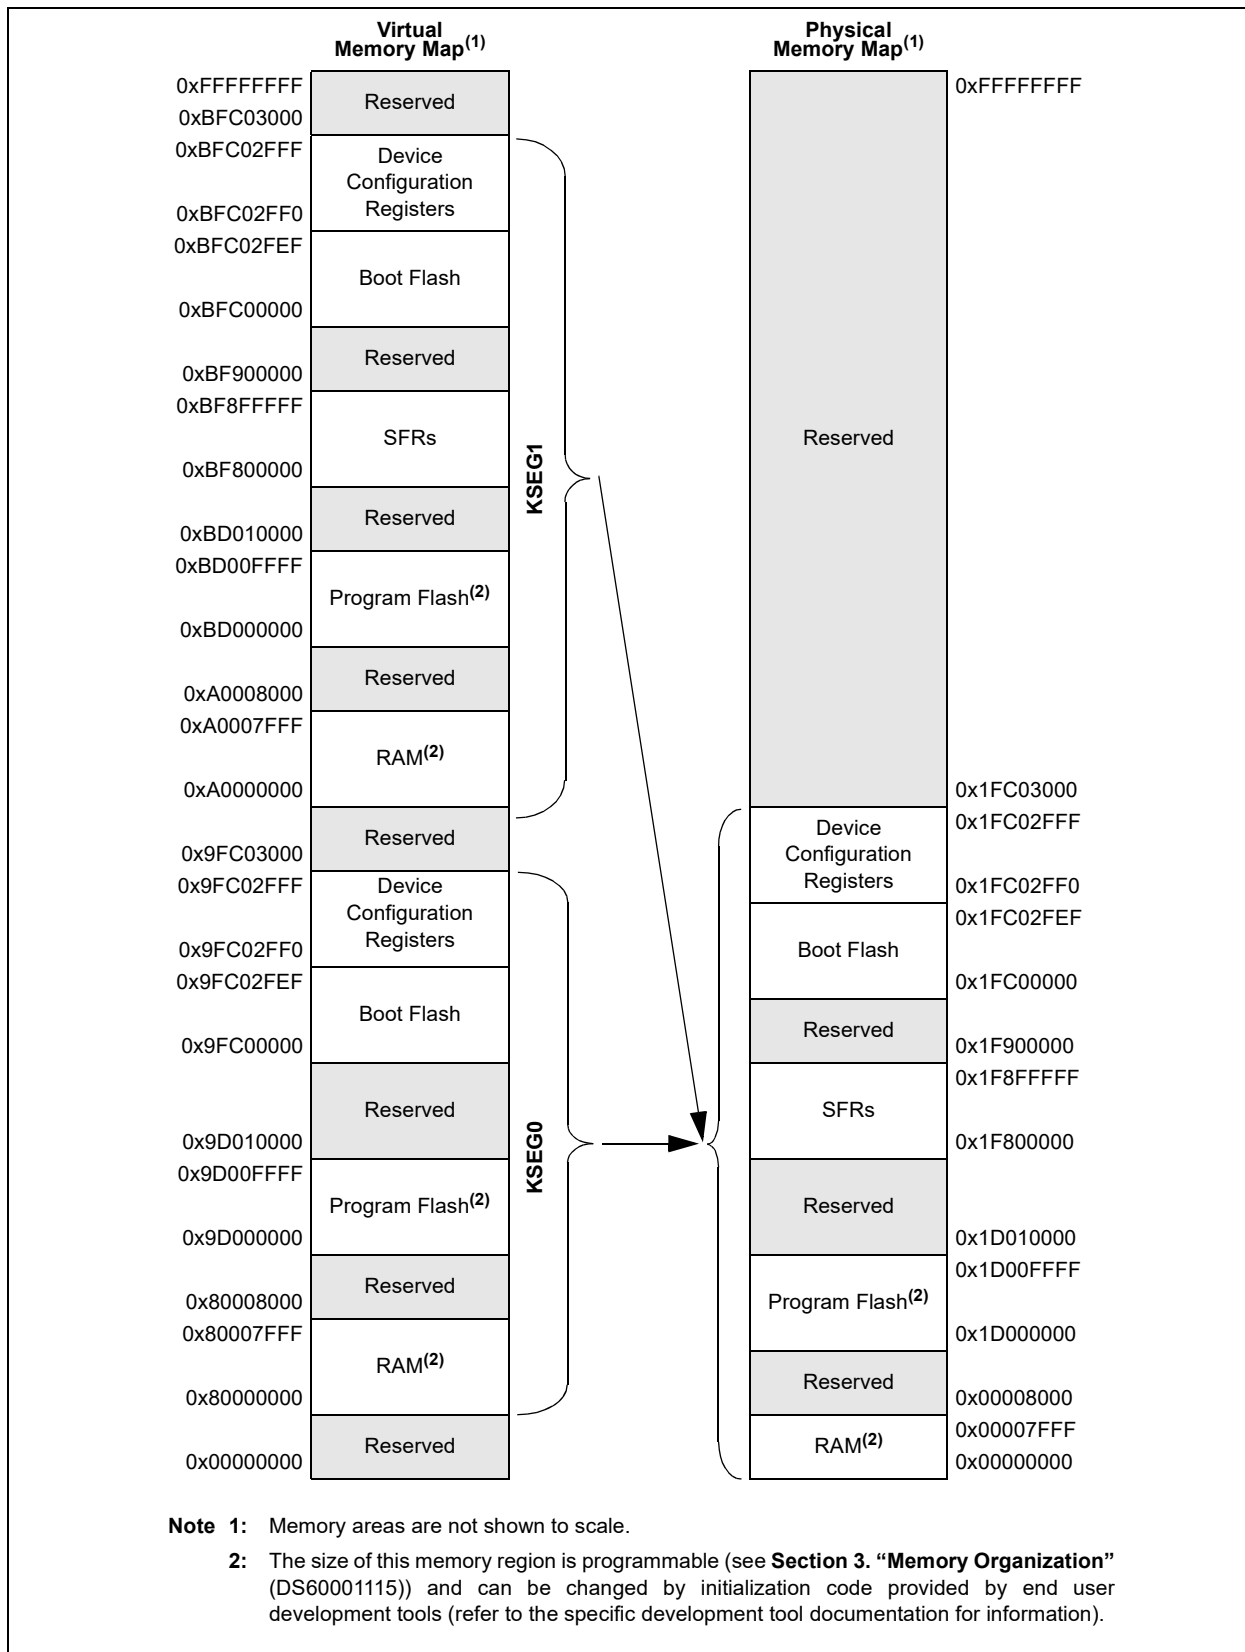 Virtual
Memory Map(1)
0xFFFFFFFF
Reserved
0xBFC03000
0xBFC02FFF
Device
Configuration
Registers
0xBFC02FF0
0xBFC02FEF
Boot Flash
0xBFC00000
Reserved
0xBF900000
0xBF8FFFFF
SFRs
0xBF800000
Reserved
0xBD010000
0xBD00FFFF
Program Flash(2)
0xBD000000
Reserved
0xA0008000
0xA0007FFF
RAM(2)
0xA0000000
Reserved
0x9FC03000
0x9FC02FFF
Device
Configuration
Registers
0x9FC02FF0
0x9FC02FEF
Boot Flash
0x9FC00000
Reserved
0x9D010000
0x9D00FFFF
Program Flash(2)
0x9D000000
Reserved
0x80008000
0x80007FFF
RAM(2)
0x80000000
Reserved
0x00000000
KSEG1
KSEG0
Physical
Memory Map(1)
0xFFFFFFFF
Reserved
0x1FC03000
0x1FC02FFF
Device
Configuration
Registers
0x1FC02FF0
0x1FC02FEF
Boot Flash
0x1FC00000
Reserved
0x1F900000
0x1F8FFFFF
SFRs
0x1F800000
Reserved
0x1D010000
0x1D00FFFF
Program Flash(2)
0x1D000000
Reserved
0x00008000
0x00007FFF
RAM(2)
0x00000000
Note 1: Memory areas are not shown to scale.
2: The size of this memory region is programmable (see Section 3. “Memory Organization”
(DS60001115)) and can be changed by initialization code provided by end user
development tools (refer to the specific development tool documentation for information).